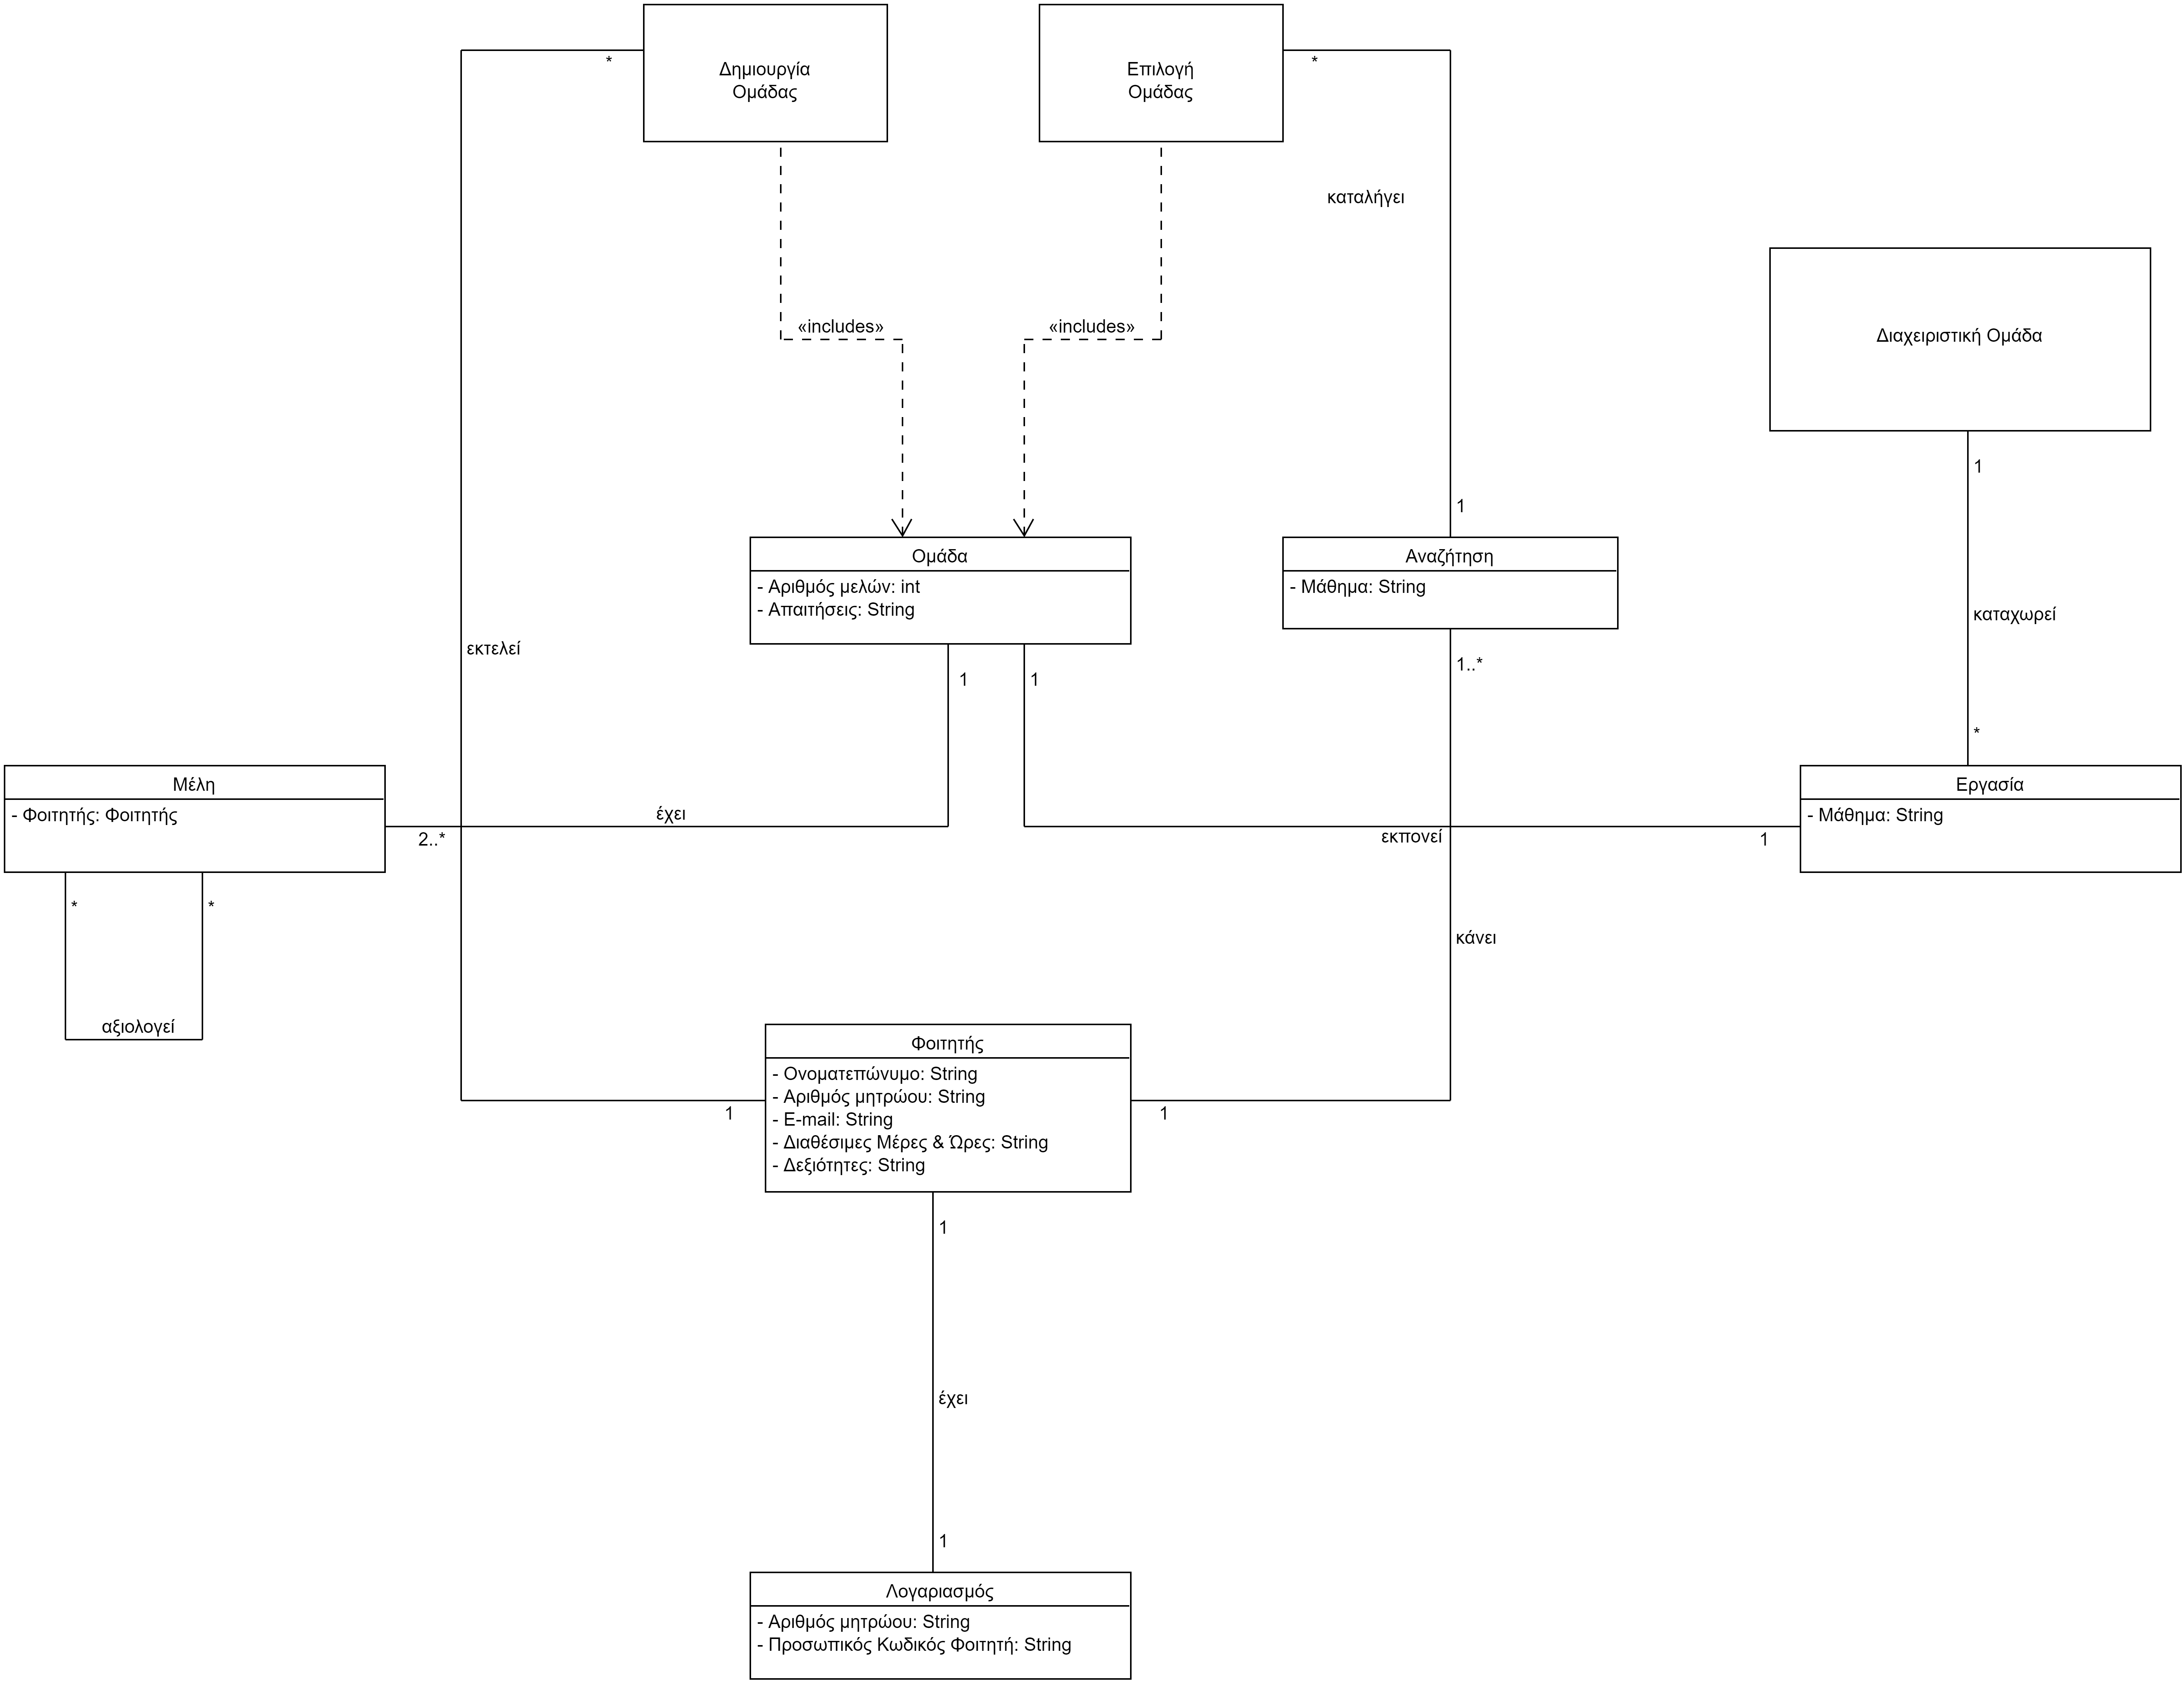 *
Δημιουργία
Ομάδας
Επιλογή
Ομάδας
*
καταλήγει
«includes»
«includes»
Διαχειριστική Ομάδα
1
1
Ομάδα
- Αριθμός μελών: int
- Απαιτήσεις: String
Αναζήτηση
- Μάθημα: String
καταχωρεί
εκτελεί
1
1
1..*
*
Μέλη
- Φοιτητής: Φοιτητής
έχει
2..*
εκπονεί
1
Εργασία
- Μάθημα: String
*
*
κάνει
αξιολογεί
Φοιτητής
- Ονοματεπώνυμο: String
- Αριθμός μητρώου: String
- E-mail: String
- Διαθέσιμες Μέρες & Ώρες: String
- Δεξιότητες: String
1
1
1
έχει
1
Λογαριασμός
- Αριθμός μητρώου: String
- Προσωπικός Κωδικός Φοιτητή: String